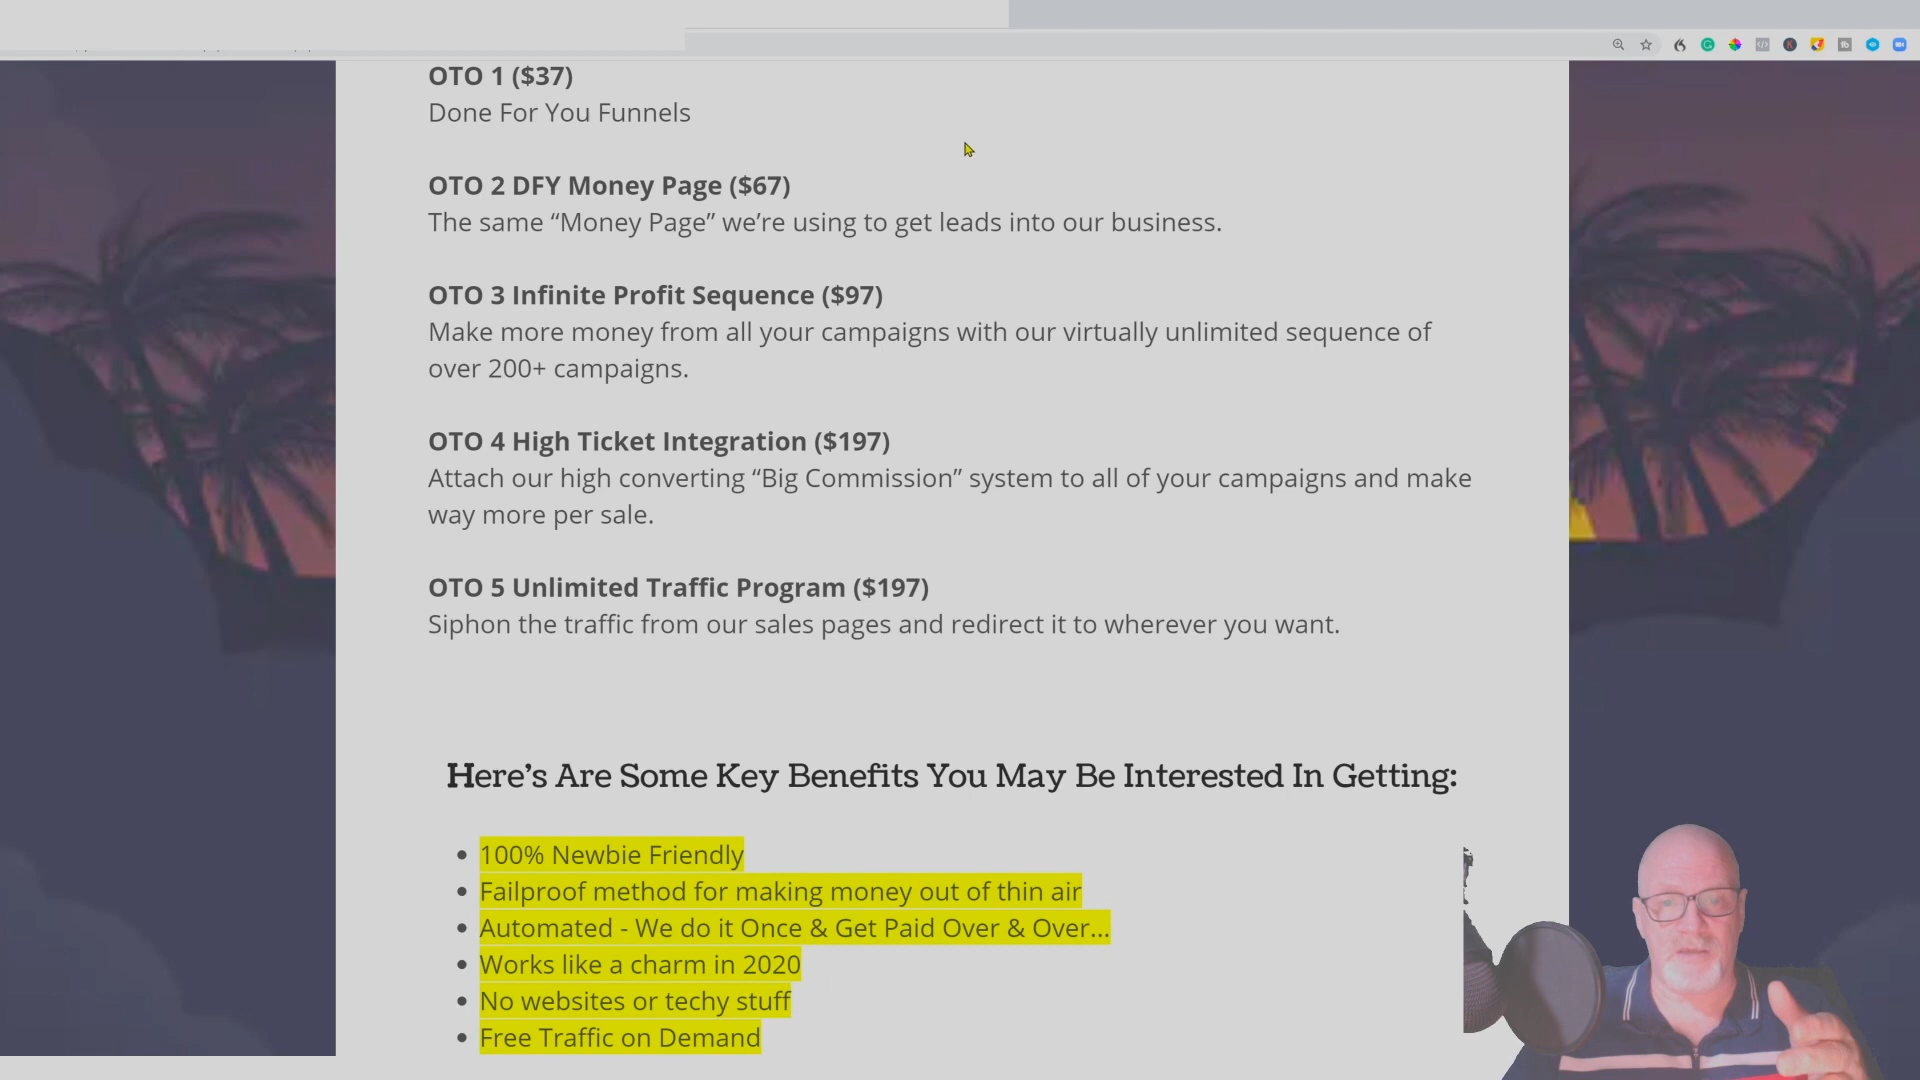 OTO 1 ($37)
Done For You Funnels
OTO 2 DFY Money Page ($67)
The same “Money Page” we’re using to get leads into our business.
OTO 3 Infinite Profit Sequence ($97)
Make more money from all your campaigns with our virtually unlimited sequence of
over 200+ campaigns.
OTO 4 High Ticket Integration ($197)
Attach our high converting “Big Commission” system to all of your campaigns and make
way more per sale.
OTO 5 Unlimited Traffic Program ($197)
Siphon the traffic from our sales pages and redirect it to wherever you want.
Here’s Are Some Key Benefits You May Be Interested In Getting:
• 100% Newbie Friendly
• Failproof method for making money out of thin air
• Automated - We do it Once & Get Paid Over & Over...
• Works like a charm in 2020
• No websites or techy stuff
• Free Traffic on Demand